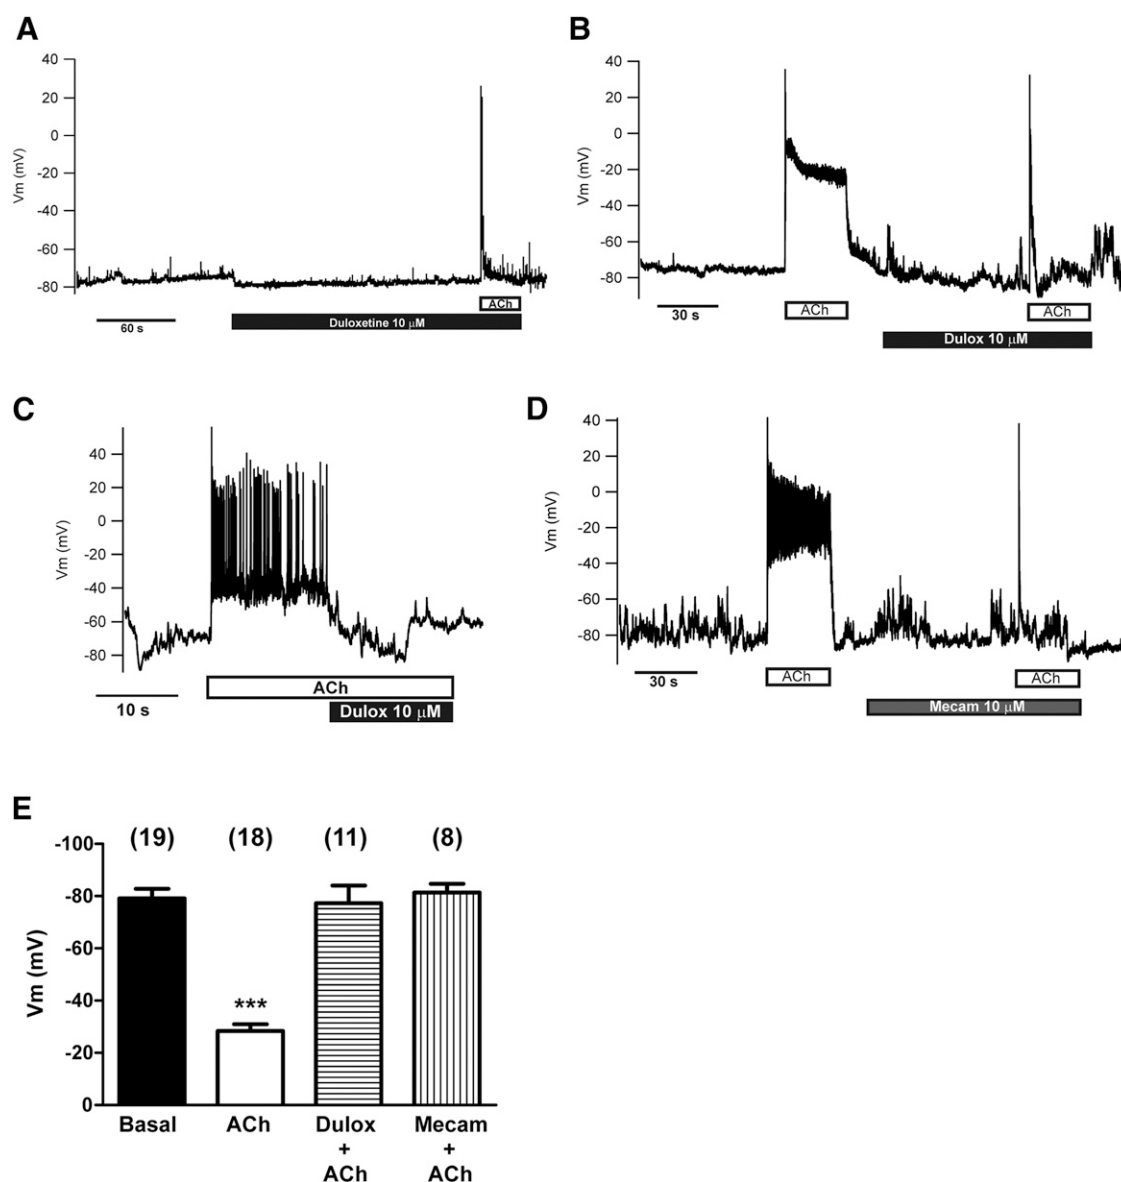 A
40
20
0
-20
-40
-60
-80
Vm (mV)
60 s
ACh
Duloxetine 10 μM
B
40
20
0
-20
-40
-60
-80
Vm (mV)
30 s
ACh
ACh
Dulox 10 μM
C
40
20
0
-20
-40
-60
-80
Vm (mV)
10 s
ACh
Dulox 10 μM
D
40
20
0
-20
-40
-60
-80
Vm (mV)
30 s
ACh
ACh
Mecam 10 μM
E
(19) (18) (11) (8)
-100
-80
-60
-40
-20
0
Vm (mV)
***
Basal ACh Dulox Mecam
+ +
ACh ACh